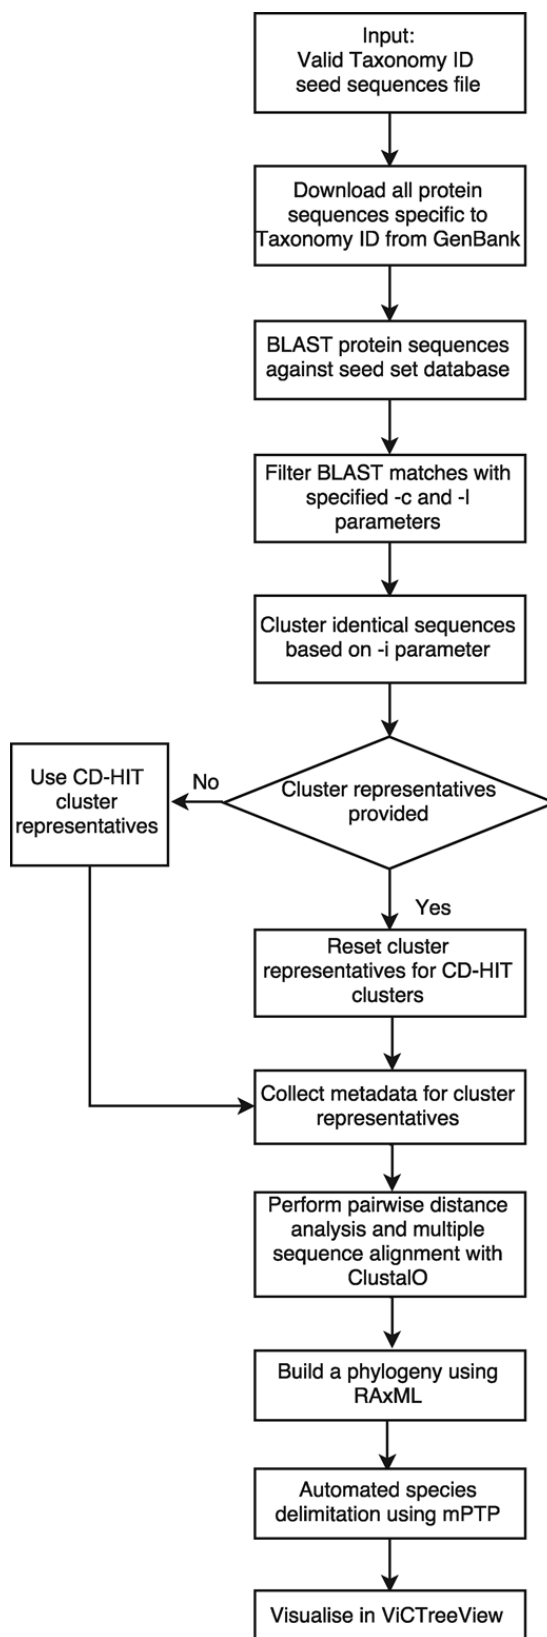 Input:
Valid Taxonomy ID
seed sequences file
Download all protein
sequences specific to
Taxonomy ID from GenBank
BLAST protein sequences
against seed set database
Filter BLAST matches with
specified -c and -l
parameters
Cluster identical sequences
based on -i parameter
Cluster representatives
provided
No
Use CD-HIT
cluster
representatives
Yes
Reset cluster
representatives for CD-HIT
clusters
Collect metadata for cluster
representatives
Perform pairwise distance
analysis and multiple
sequence alignment with
ClustalO
Build a phylogeny using
RAxML
Automated species
delimitation using mPTP
Visualise in ViCTreeView